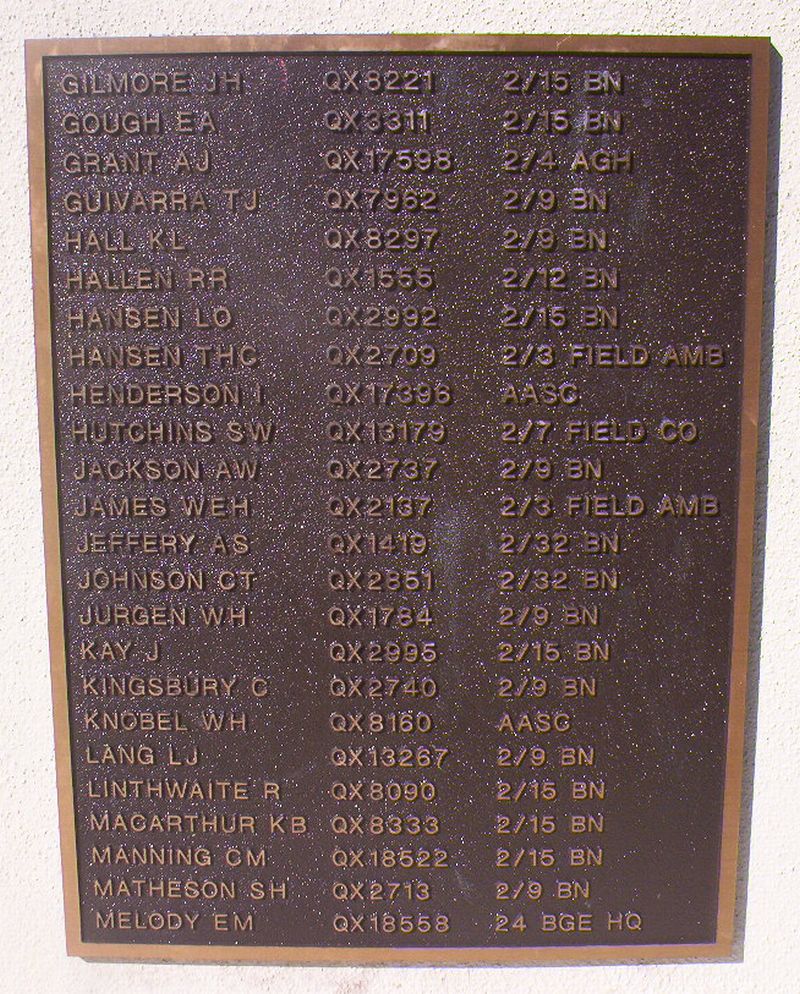 GILMORE JH QX8221 2/15 BN
GOUGH EA QX3311 2/15 BN
GRANT AJ QX17598 2/4 AGH
GUIVARRA TJ QX7962 2/9 BN
HALL KL QX8297 2/9 BN
HALLEN RR QX1555 2/12 BN
HANSEN LO QX2992 2/15 BN
HANSEN THC QX2709 2/3 FIELD AMB
HENDERSON I QX17396 AASC
HUTCHINS SW QX13179 2/7 FIELD CO
JACKSON AW QX2737 2/9 BN
JAMES WEH QX2137 2/3 FIELD AMB
JEFFERY AS QX1419 2/32 BN
JOHNSON CT QX2851 2/32 BN
JURGEN WH QX1784 2/9 BN
KAY J QX2995 2/15 BN
KINGSBURY C QX2740 2/9 BN
KNOBEL WH QX8160 AASC
LANG LJ QX13267 2/9 BN
LINTHWAITE R QX8090 2/15 BN
MACARTHUR KB QX8333 2/15 BN
MANNING CM QX18522 2/15 BN
MATHESON SH QX2713 2/9 BN
MELODY EM QX18558 24 BGE HQ